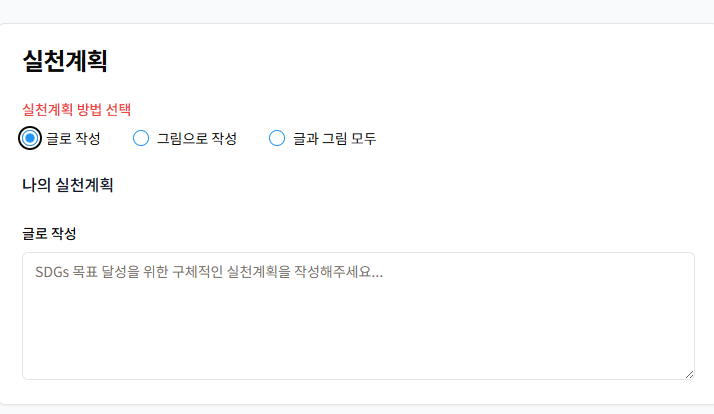 실천계획
실천계획 방법 선택
글로 작성 그림으로 작성 글과 그림 모두
나의 실천계획
글로 작성
SDGs 목표 달성을 위한 구체적인 실천계획을 작성해주세요...